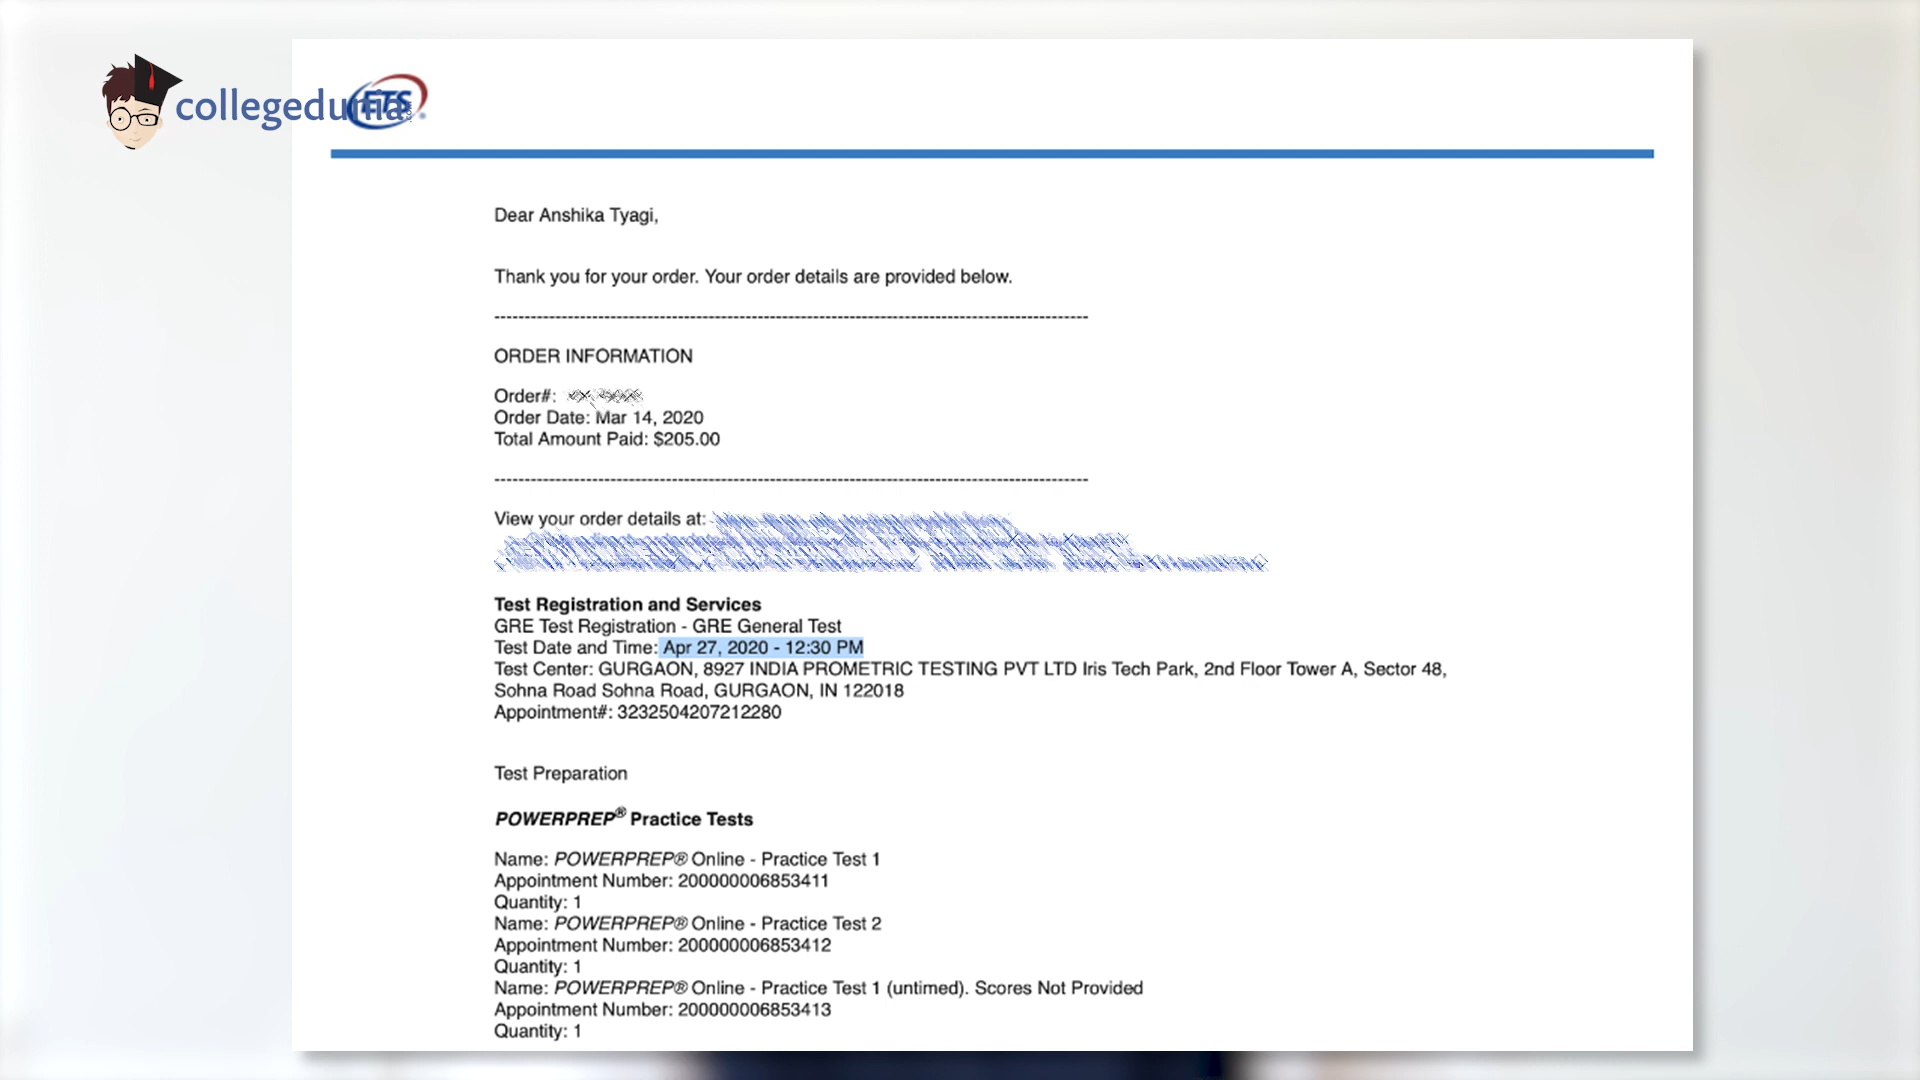 collegedunia
ETS
Dear Anshika Tyagi,
Thank you for your order. Your order details are provided below.
---------------------------------------------------------------------------------------------------
ORDER INFORMATION
Order#:
Order Date: Mar 14, 2020
Total Amount Paid: $205.00
---------------------------------------------------------------------------------------------------
View your order details at:
Test Registration and Services
GRE Test Registration - GRE General Test
Test Date and Time: Apr 27, 2020 - 12:30 PM
Test Center: GURGAON, 8927 INDIA PROMETRIC TESTING PVT LTD Iris Tech Park, 2nd Floor Tower A, Sector 48,
Sohna Road Sohna Road, GURGAON, IN 122018
Appointment#: 3232504207212280
Test Preparation
POWERPREP® Practice Tests
Name: POWERPREP® Online - Practice Test 1
Appointment Number: 200000006853411
Quantity: 1
Name: POWERPREP® Online - Practice Test 2
Appointment Number: 200000006853412
Quantity: 1
Name: POWERPREP® Online - Practice Test 1 (untimed). Scores Not Provided
Appointment Number: 200000006853413
Quantity: 1